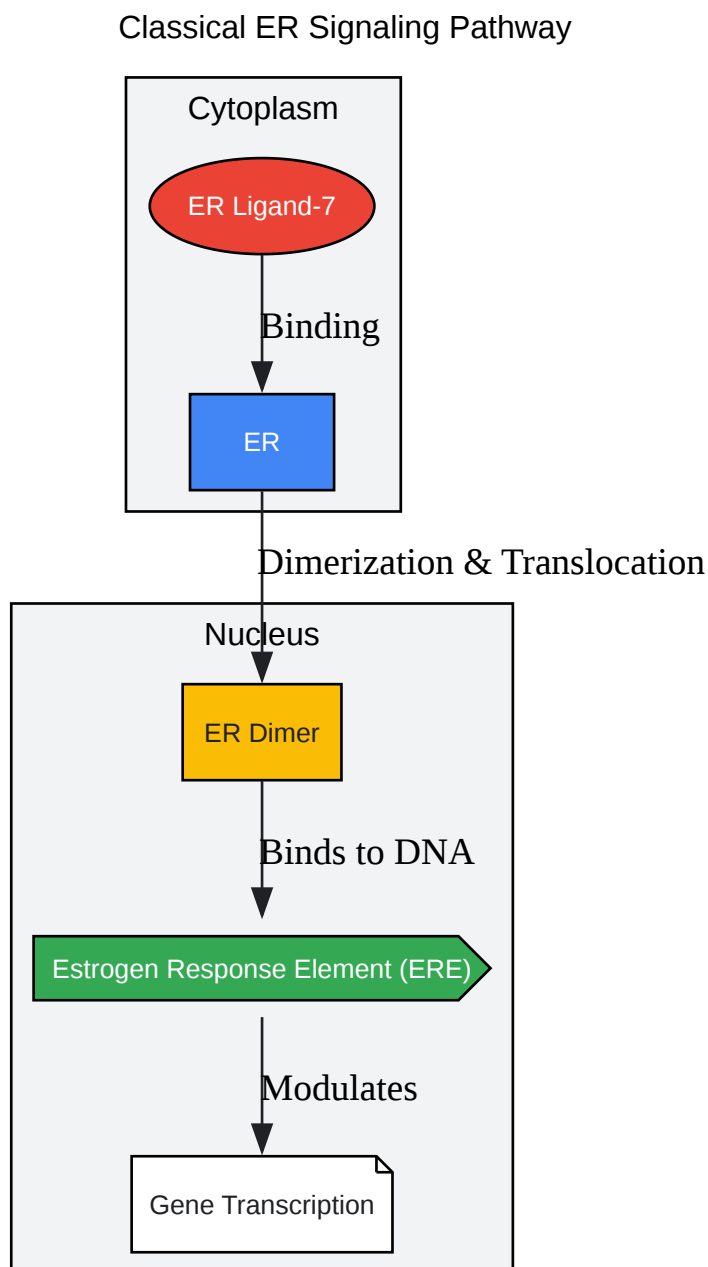 Classical ER Signaling Pathway
Cytoplasm
ER Ligand-7
Binding
ER
Dimerization & Translocation
Nucleus
ER Dimer
Binds to DNA
Estrogen Response Element (ERE)
Modulates
Gene Transcription